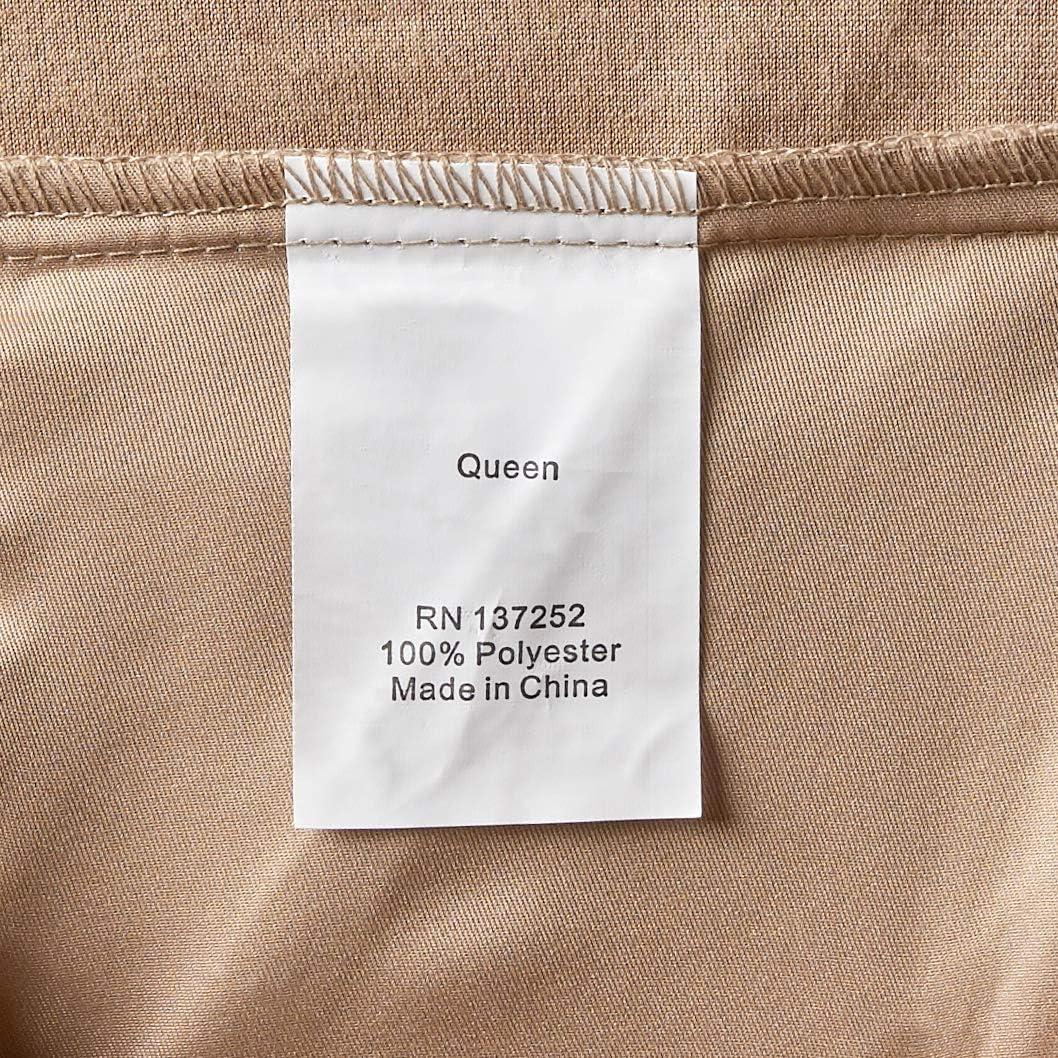 Queen
RN 137252
100% Polyester
Made in China